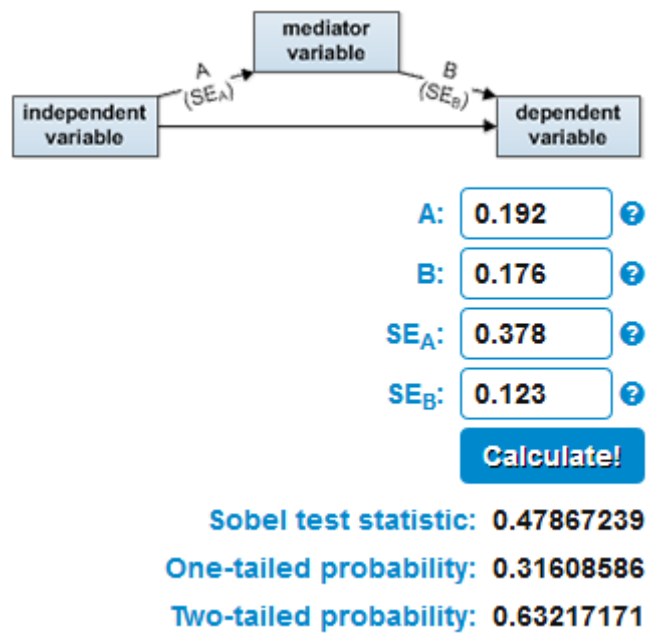 mediator
variable
A
(SEA)
B
(SEB)
independent
variable
dependent
variable
A: 0.192 ?
B: 0.176 ?
SEA: 0.378 ?
SEB: 0.123 ?
Calculate!
Sobel test statistic: 0.47867239
One-tailed probability: 0.31608586
Two-tailed probability: 0.63217171